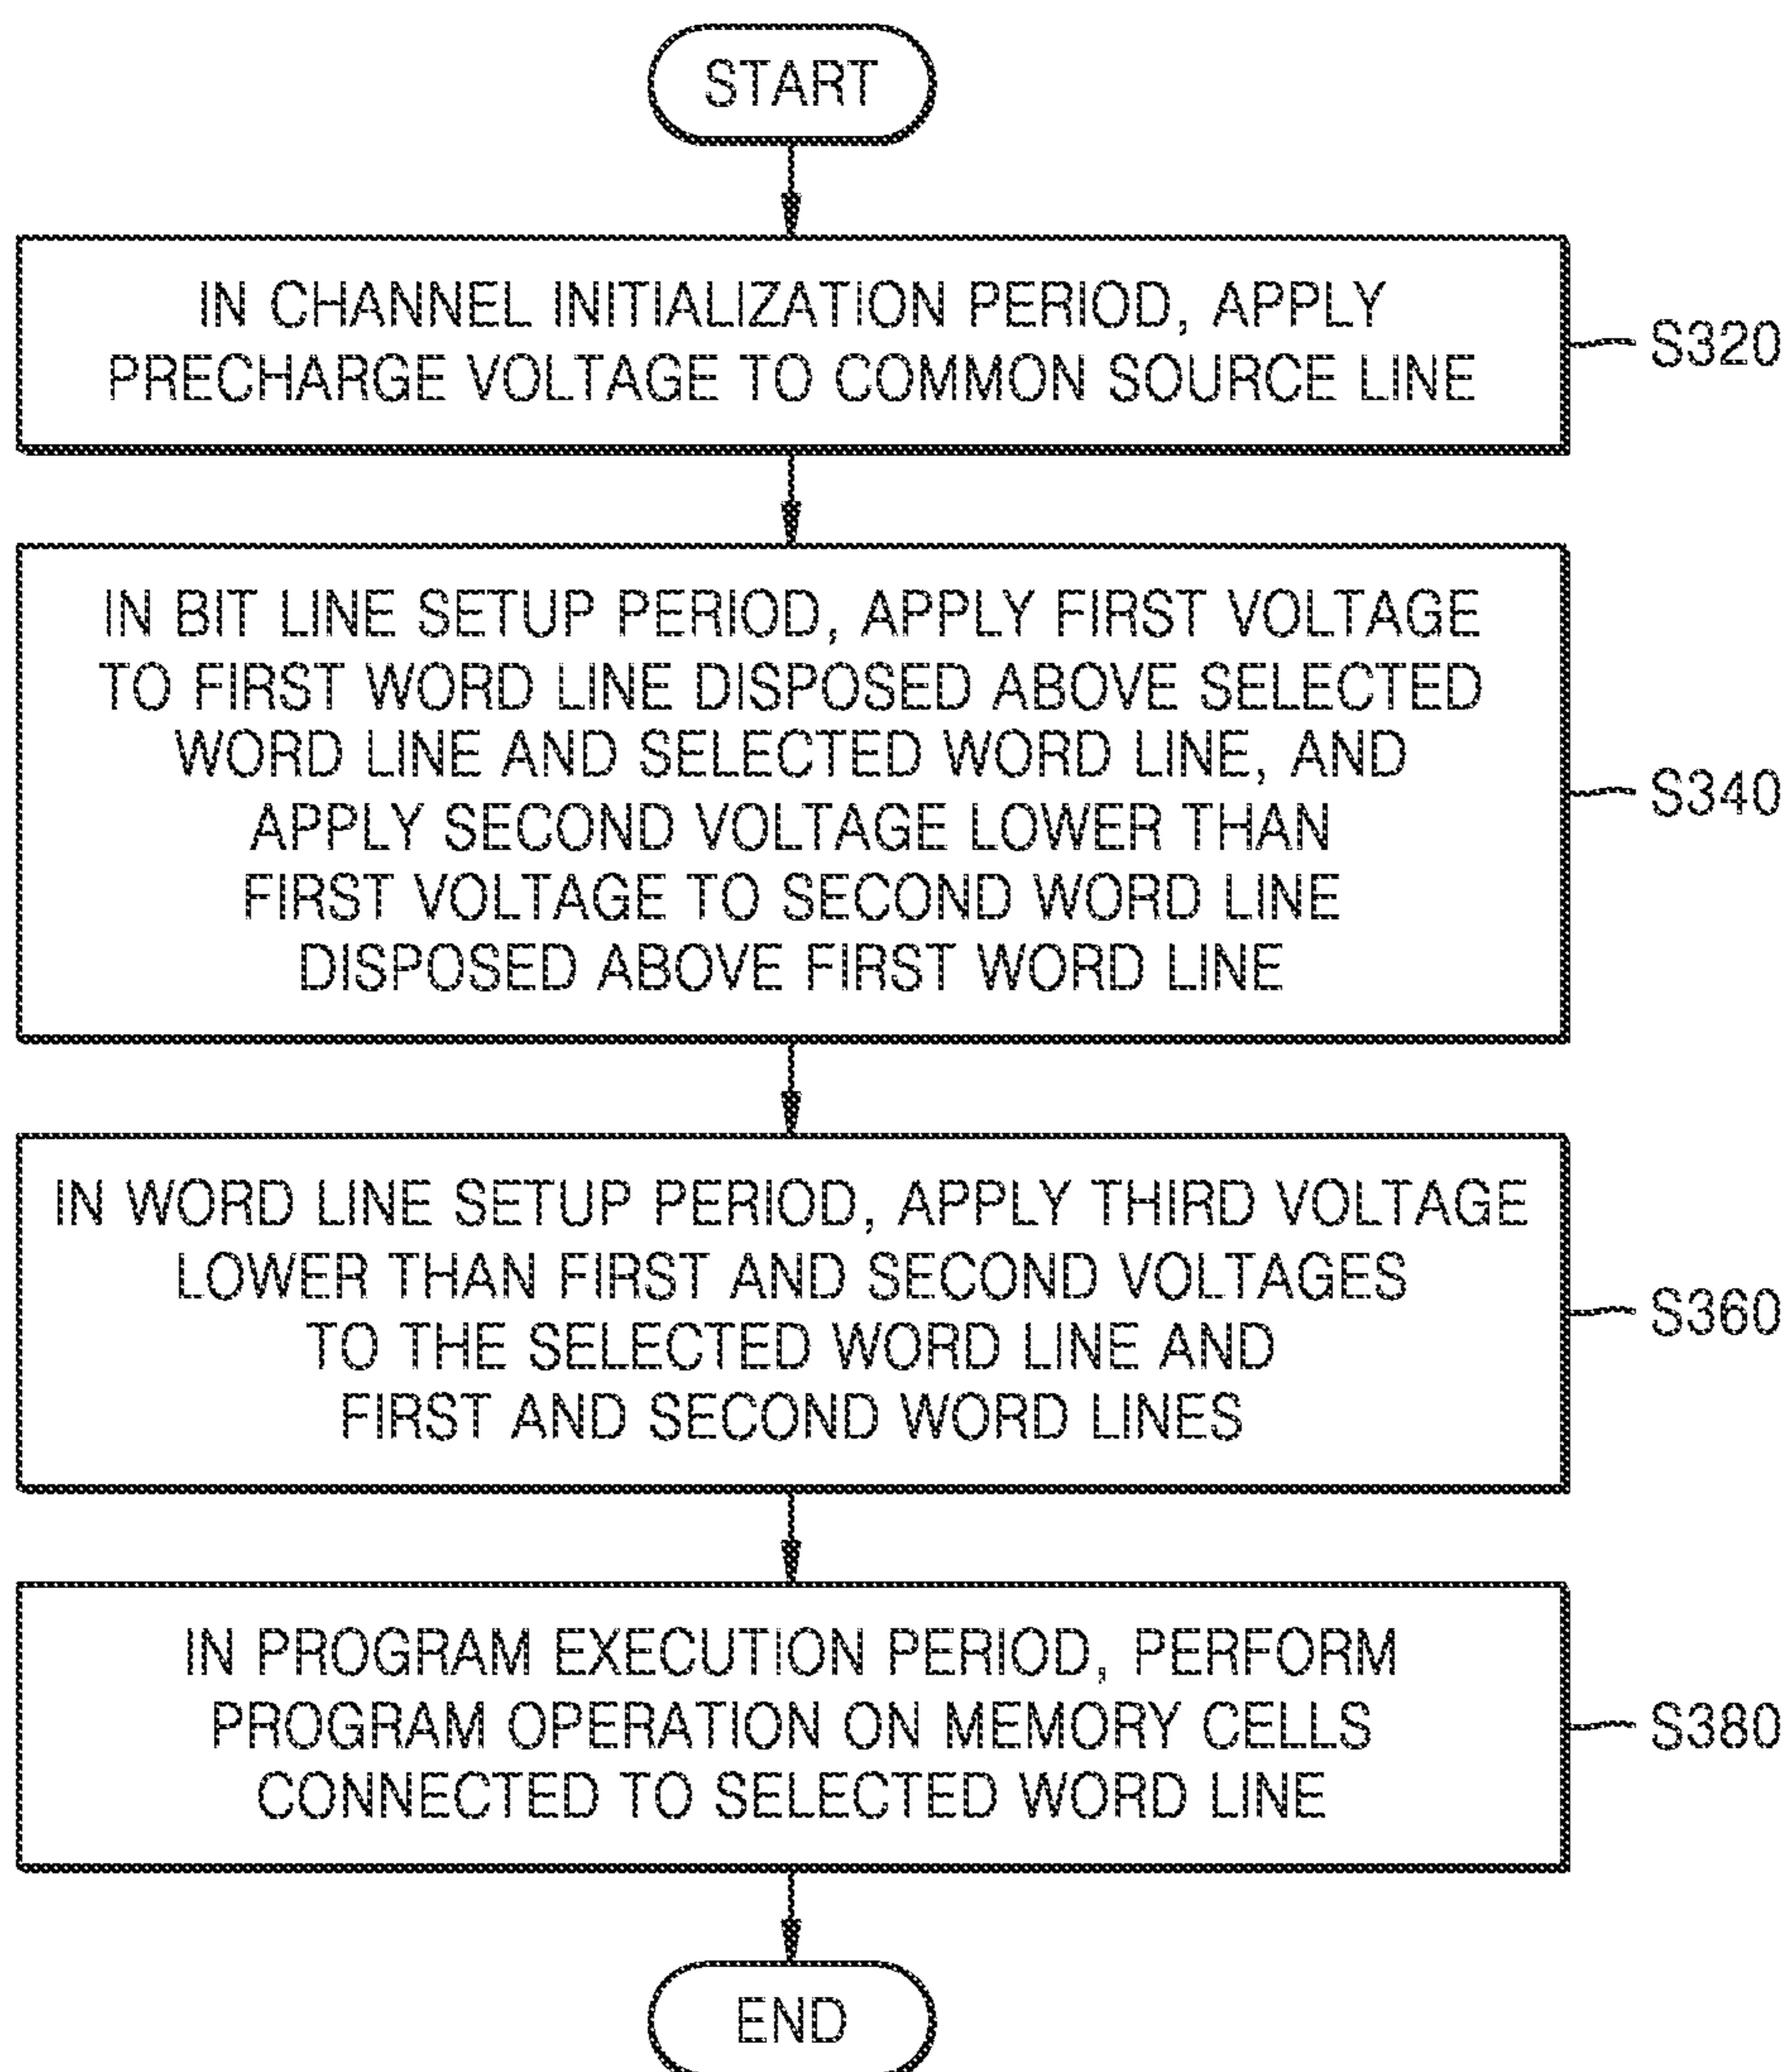 START
IN CHANNEL INITIALIZATION PERIOD, APPLY
PRECHARGE VOLTAGE TO COMMON SOURCE LINE
S320
IN BIT LINE SETUP PERIOD, APPLY FIRST VOLTAGE
TO FIRST WORD LINE DISPOSED ABOVE SELECTED
WORD LINE AND SELECTED WORD LINE, AND
APPLY SECOND VOLTAGE LOWER THAN
FIRST VOLTAGE TO SECOND WORD LINE
DISPOSED ABOVE FIRST WORD LINE
S340
IN WORD LINE SETUP PERIOD, APPLY THIRD VOLTAGE
LOWER THAN FIRST AND SECOND VOLTAGES
TO THE SELECTED WORD LINE AND
FIRST AND SECOND WORD LINES
S360
IN PROGRAM EXECUTION PERIOD, PERFORM
PROGRAM OPERATION ON MEMORY CELLS
CONNECTED TO SELECTED WORD LINE
S380
END